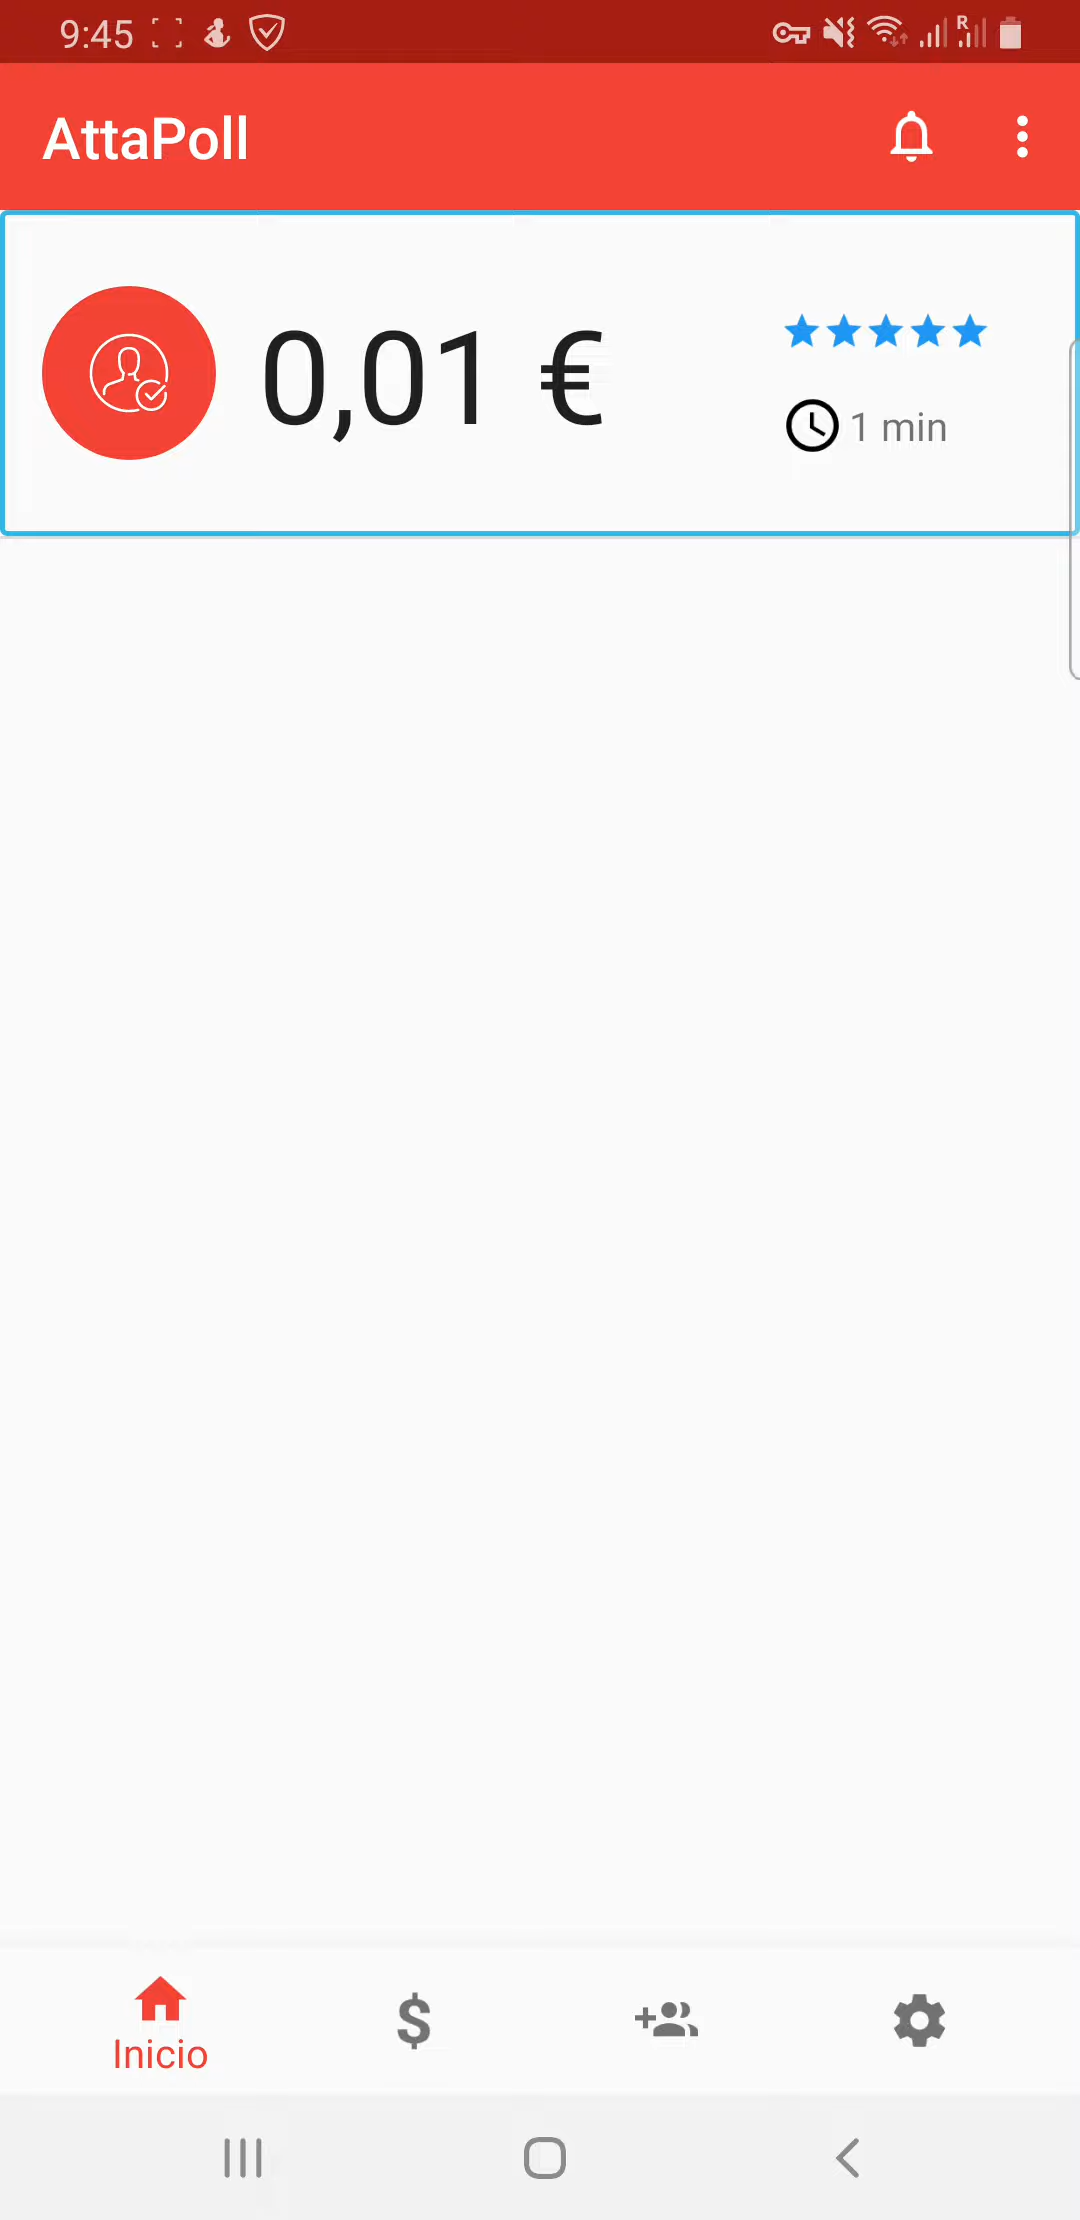 9:45
R
AttaPoll
0,01 €
1 min
Inicio